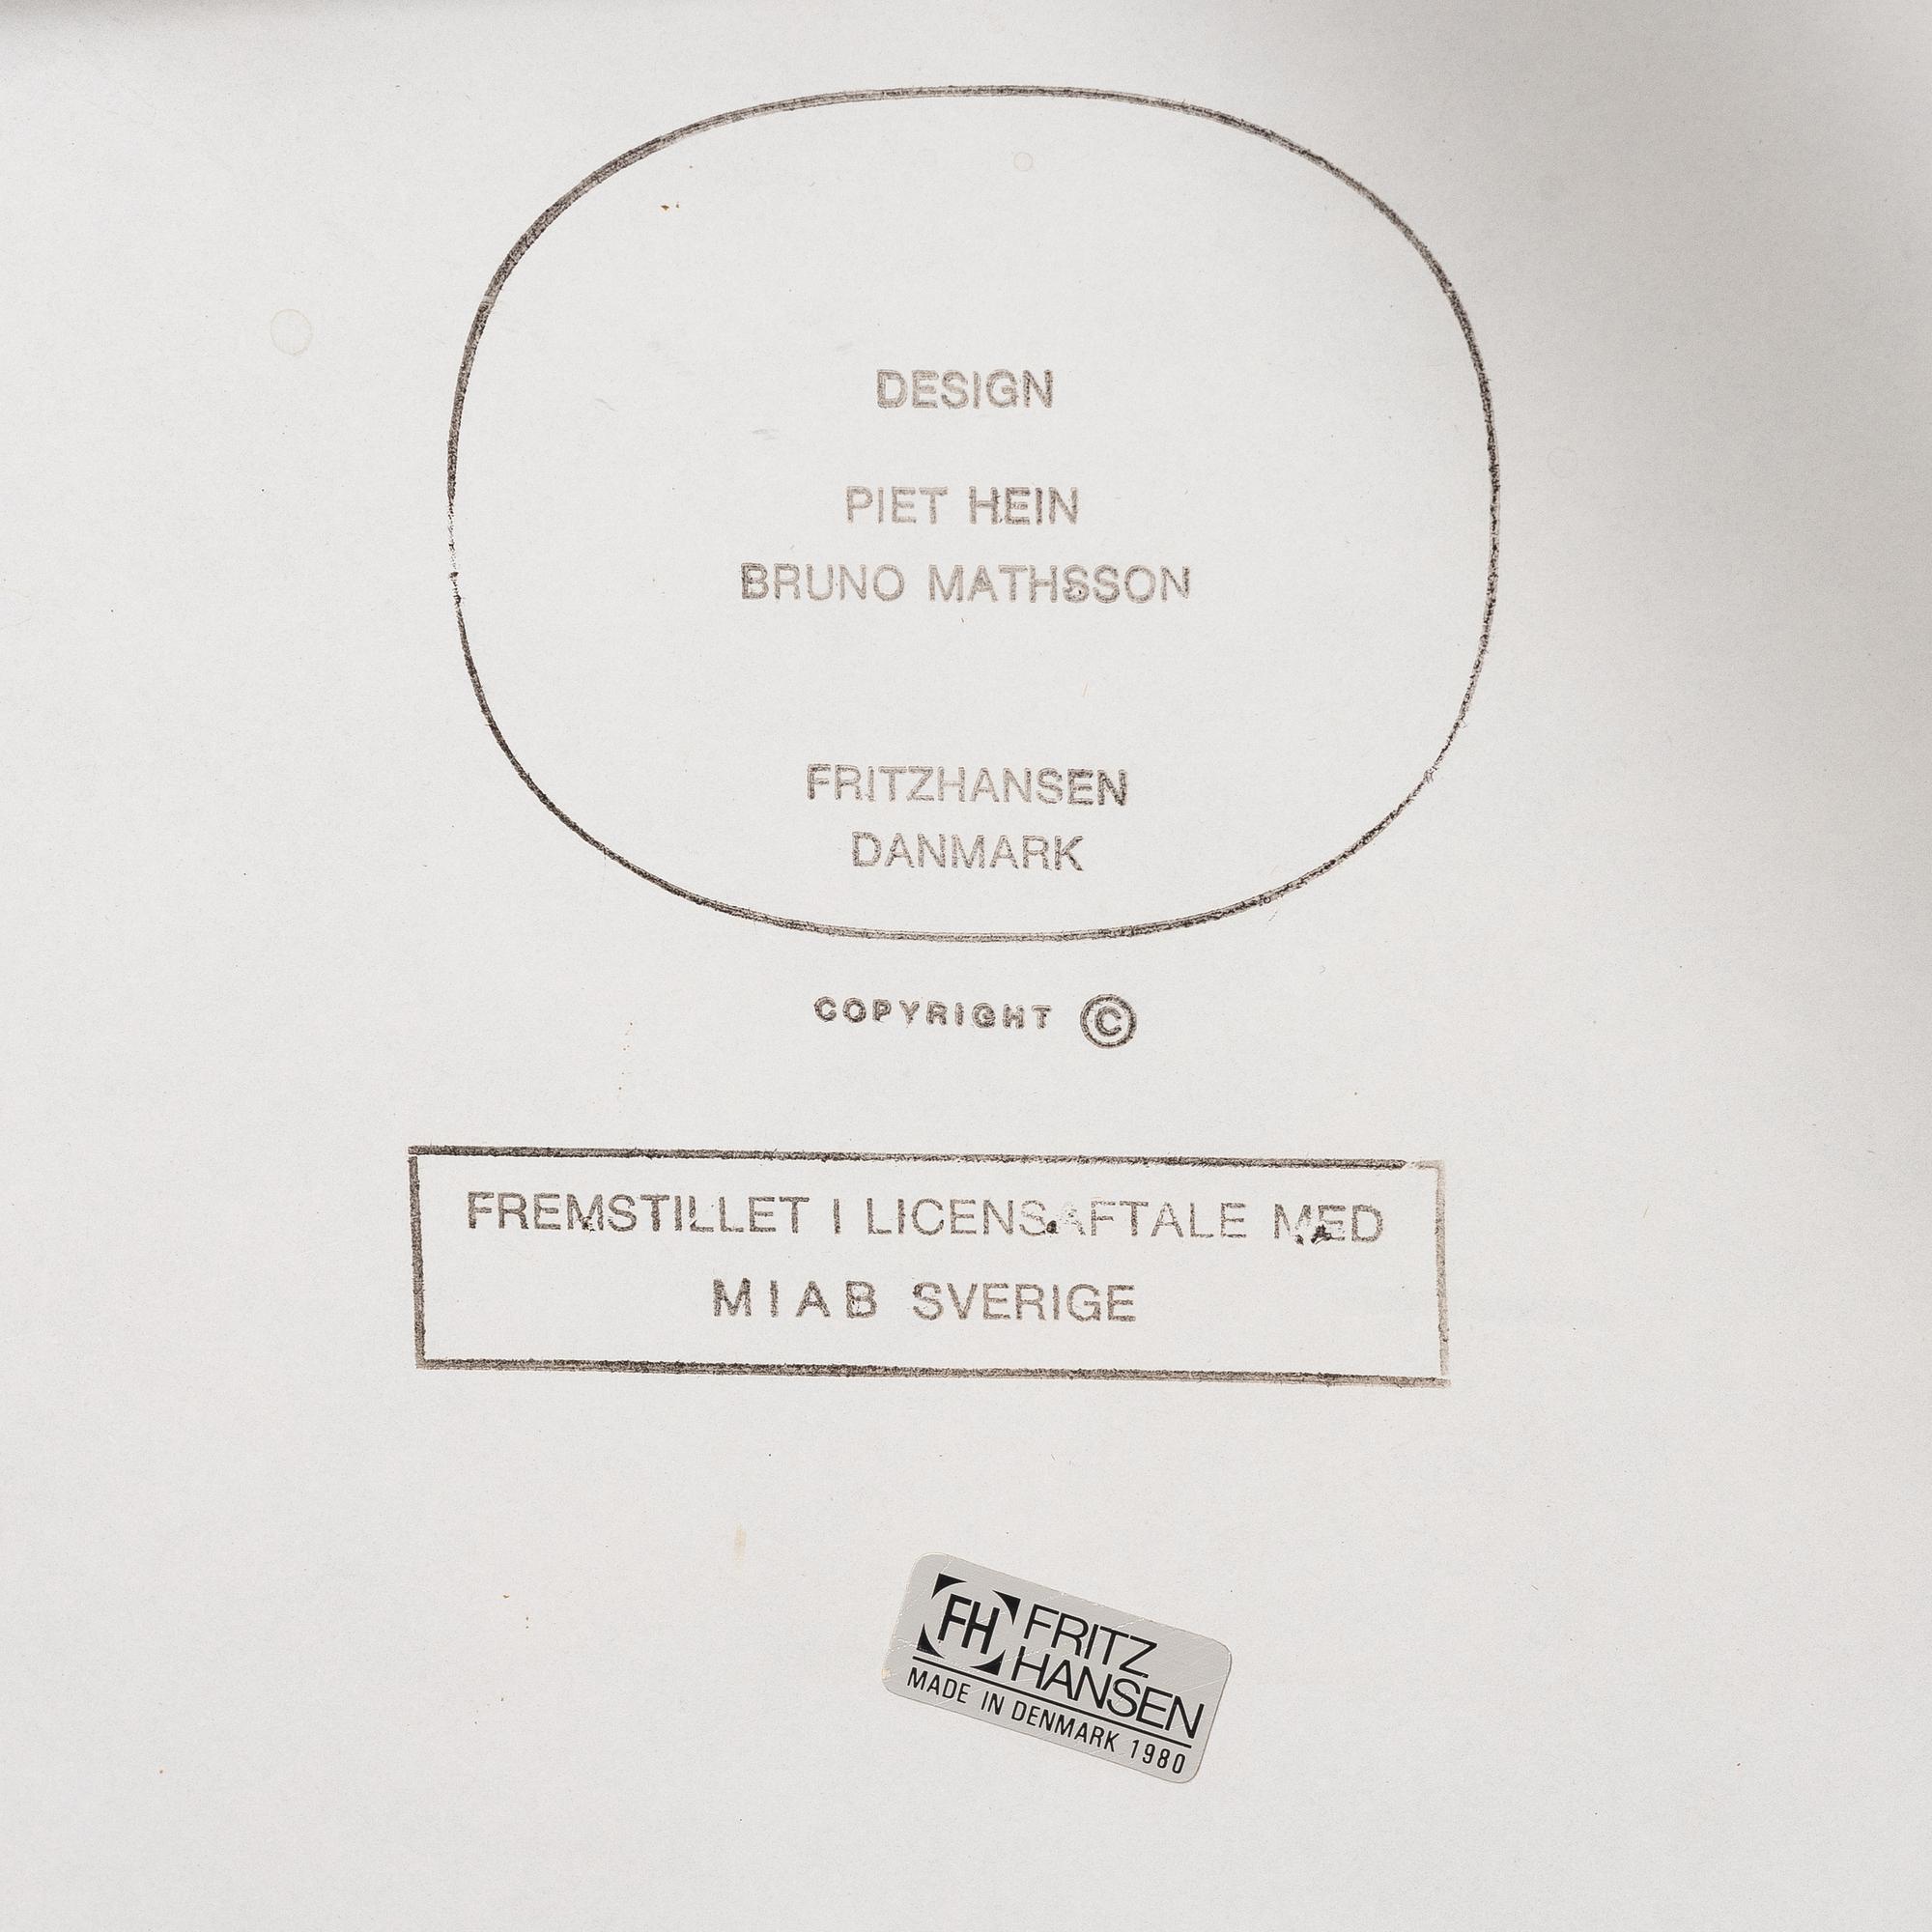 DESIGN
PIET HEIN
BRUNO MATHSSON
FRITZHANSEN
DANMARK
COPYRIGHT ©
FREMSTILLET I LICENSAFTALE MED
MIAB SVERIGE
FH
FRITZ
HANSEN
MADE IN DENMARK 1980